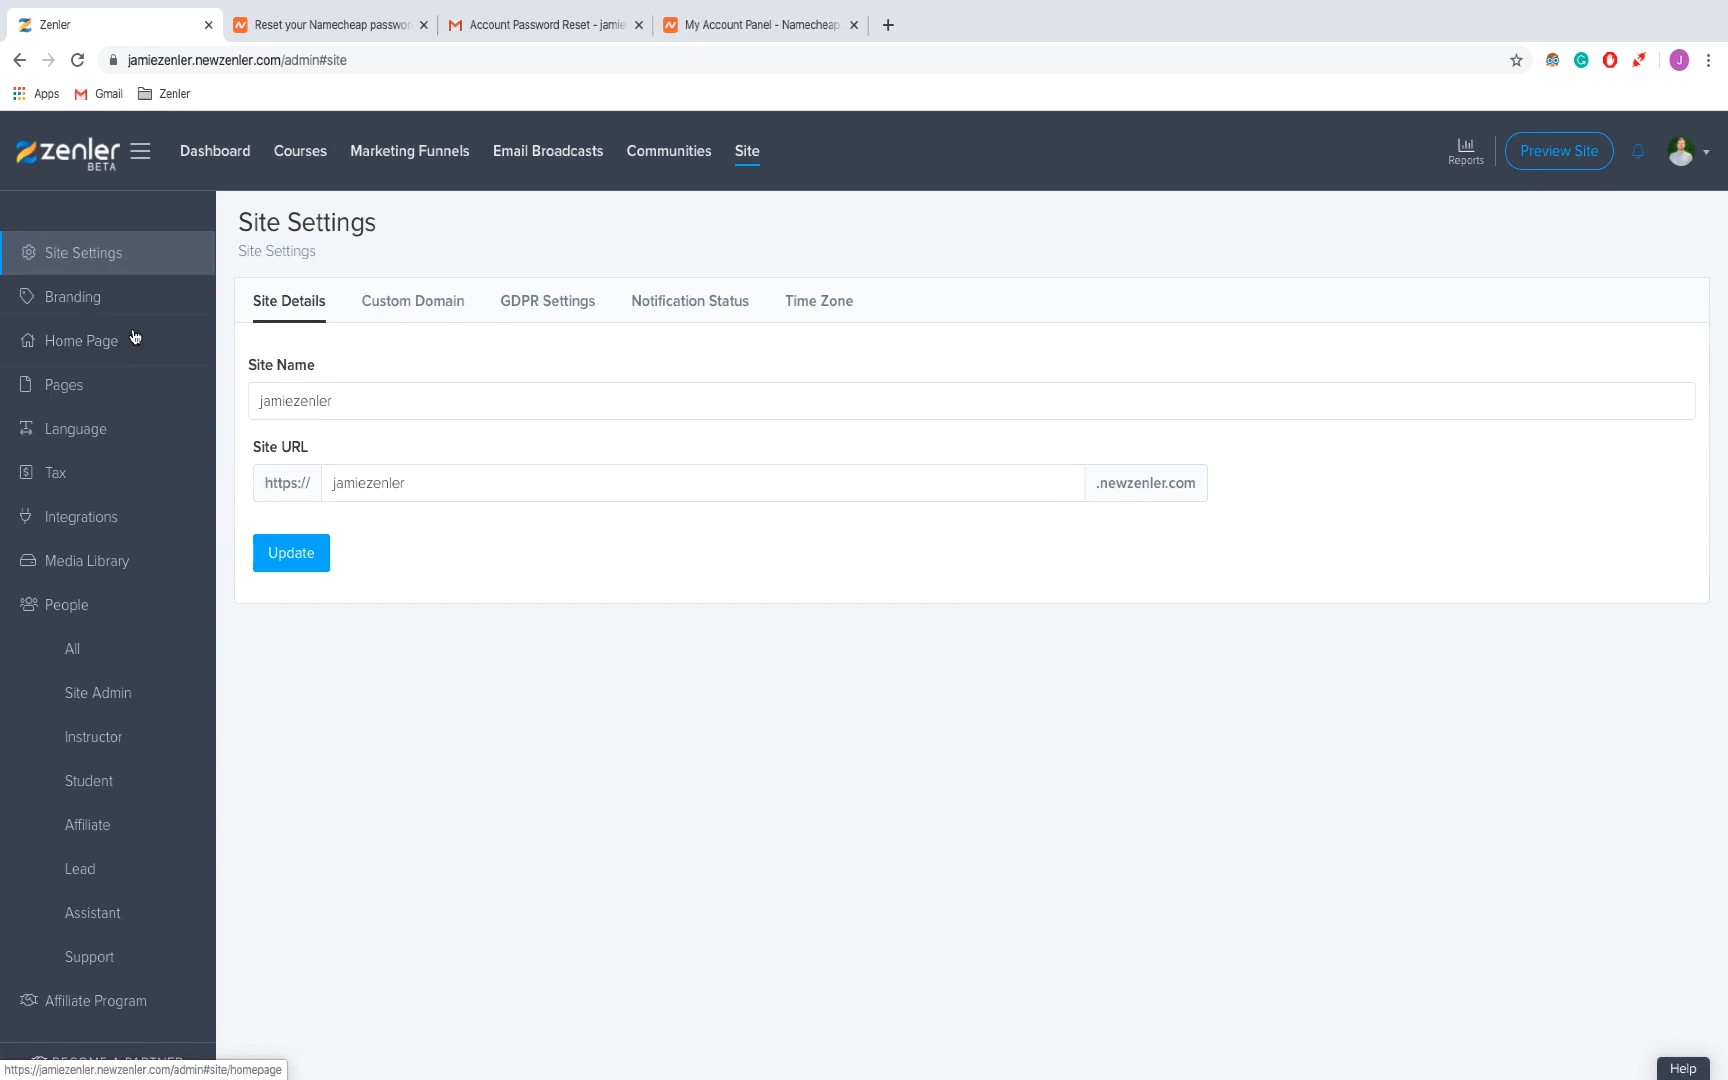 Zenler
Reset your Namecheap passwor
Account Password Reset - jamie
My Account Panel - Namecheap
jamiezenler.newzenler.com/admin#site
J
Apps
Gmail
Zenler
zenler
BETA
Dashboard
Courses
Marketing Funnels
Email Broadcasts
Communities
Site
Reports
Preview Site
Site Settings
Branding
Home Page
Pages
Language
Tax
Integrations
Media Library
People
All
Site Admin
Instructor
Student
Affiliate
Lead
Assistant
Support
Affiliate Program
BECOME A PARTNER
https://jamiezenler.newzenler.com/admin#site/homepage
Site Settings
Site Settings
Site Details
Custom Domain
GDPR Settings
Notification Status
Time Zone
Site Name
jamiezenler
Site URL
https://
jamiezenler
.newzenler.com
Update
Help